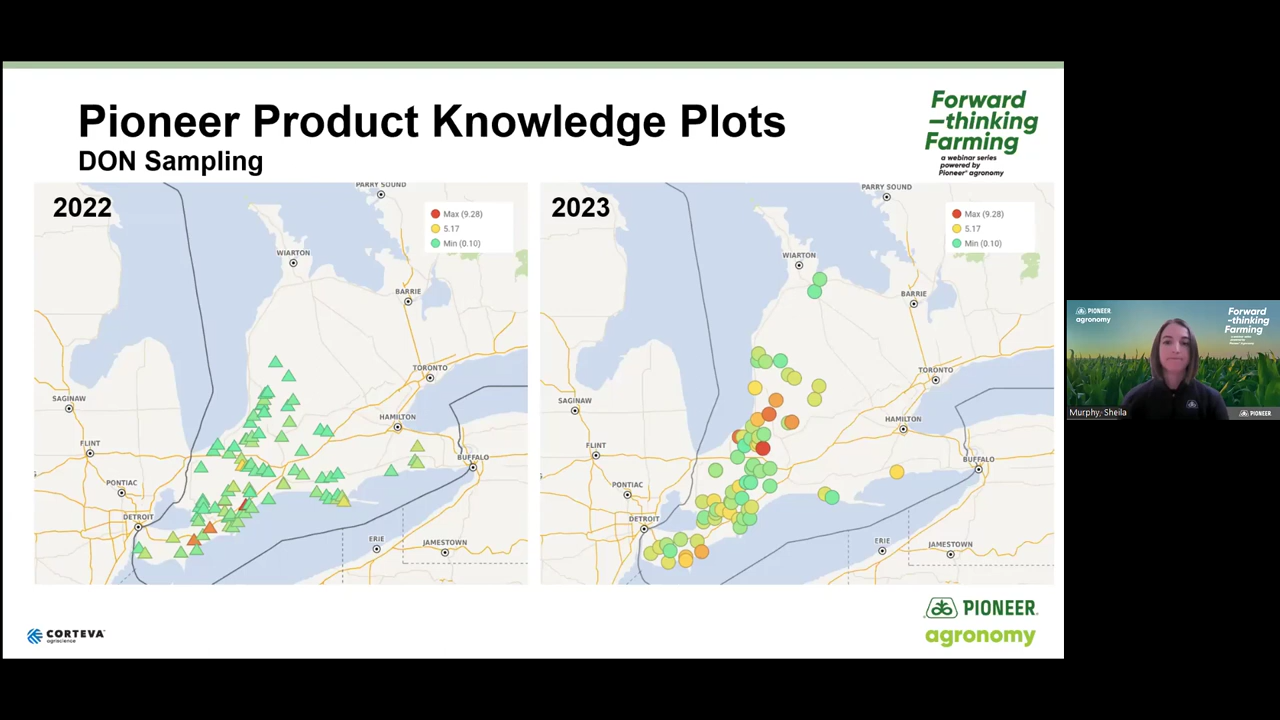 Pioneer Product Knowledge Plots
DON Sampling
Forward
–thinking
Farming
a webinar series
powered by
Pioneer® agronomy
2022
PARRY SOUND
Max (9.28)
5.17
Min (0.10)
WIARTON
BARRIE
TORONTO
SAGINAW
HAMILTON
FLINT
BUFFALO
PONTIAC
DETROIT
ERIE
JAMESTOWN
2023
PARRY SOUND
Max (9.28)
5.17
Min (0.10)
WIARTON
BARRIE
TORONTO
SAGINAW
HAMILTON
FLINT
BUFFALO
PONTIAC
DETROIT
ERIE
JAMESTOWN
CORTEVA
agriscience
PIONEER®
agronomy
PIONEER
agronomy
Forward
–thinking
Farming
Murphy, Sheila
PIONEER